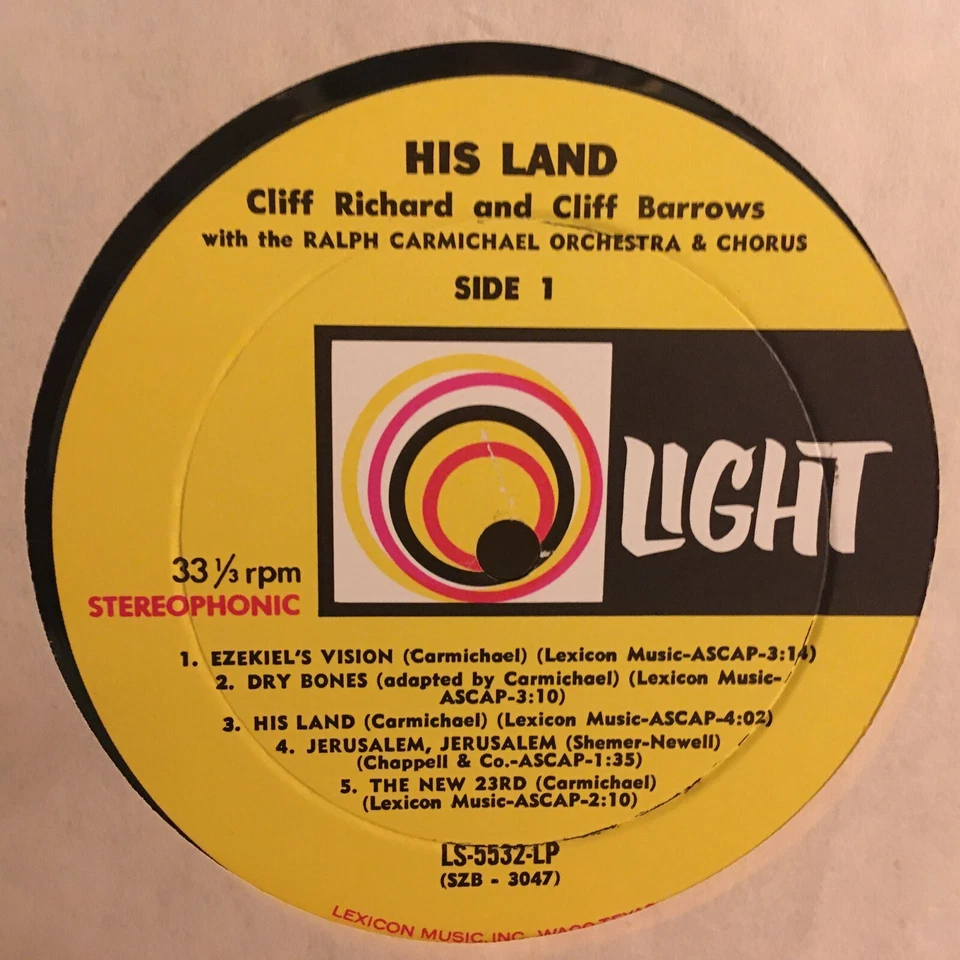 HIS LAND
Cliff Richard and Cliff Barrows
with the RALPH CARMICHAEL ORCHESTRA & CHORUS
SIDE 1
LIGHT
33 1/3 rpm
STEREOPHONIC
1. EZEKIEL'S VISION (Carmichael) (Lexicon Music-ASCAP-3:14)
2. DRY BONES (adapted by Carmichael) (Lexicon Music-
ASCAP-3:10)
3. HIS LAND (Carmichael) (Lexicon Music-ASCAP-4:02)
4. JERUSALEM, JERUSALEM (Shemer-Newell)
(Chappell & Co.-ASCAP-1:35)
5. THE NEW 23RD (Carmichael)
(Lexicon Music-ASCAP-2:10)
LS-5532-LP
(SZB - 3047)
LEXICON MUSIC, INC. WACO, TEXAS